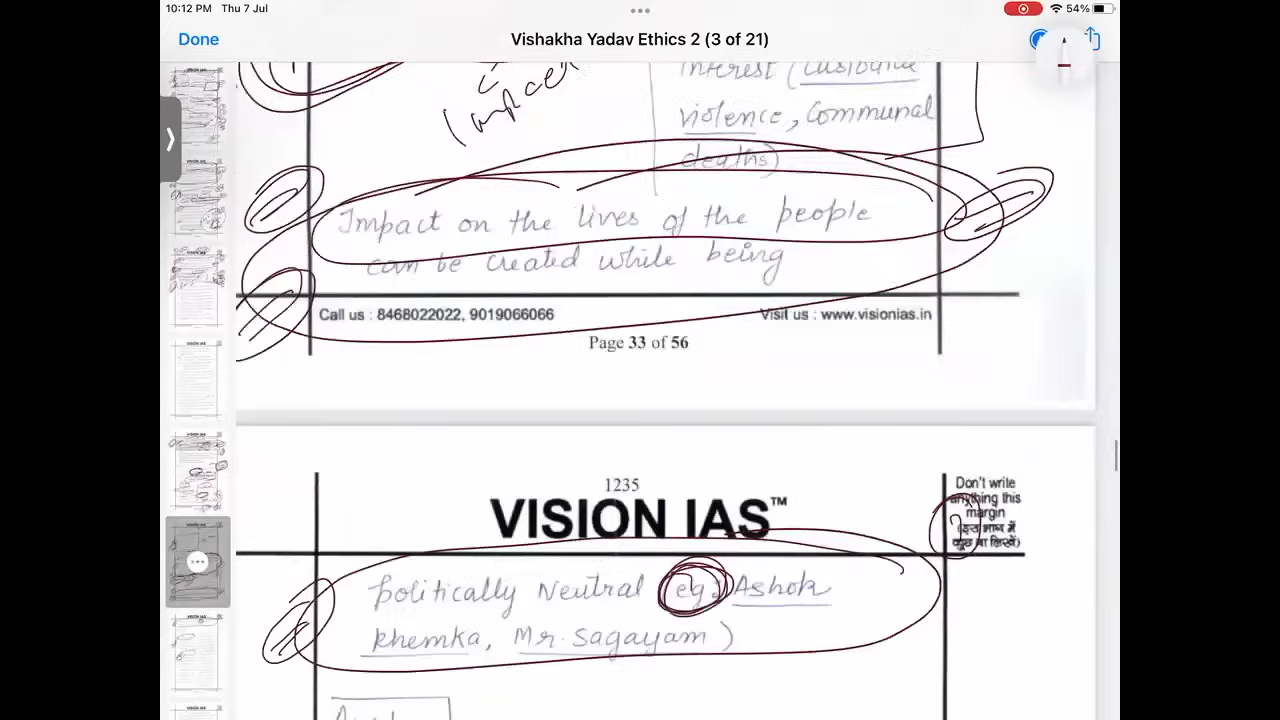 10:12 PM Thu 7 Jul
54%
Done
Vishakha Yadav Ethics 2 (3 of 21)
Interest (custodial
violence, Communal
deaths)
Impact
Impact on the lives of the people
can be created while being
Call us : 8468022022, 9019066066
Visit us : www.visionias.in
Page 33 of 56
1235
VISION IAS™
Don't write
anything this
margin
(इस भाग में
कुछ ना लिखें)
politically Neutral (eg: Ashok
Khemka, Mr. Sagayam)